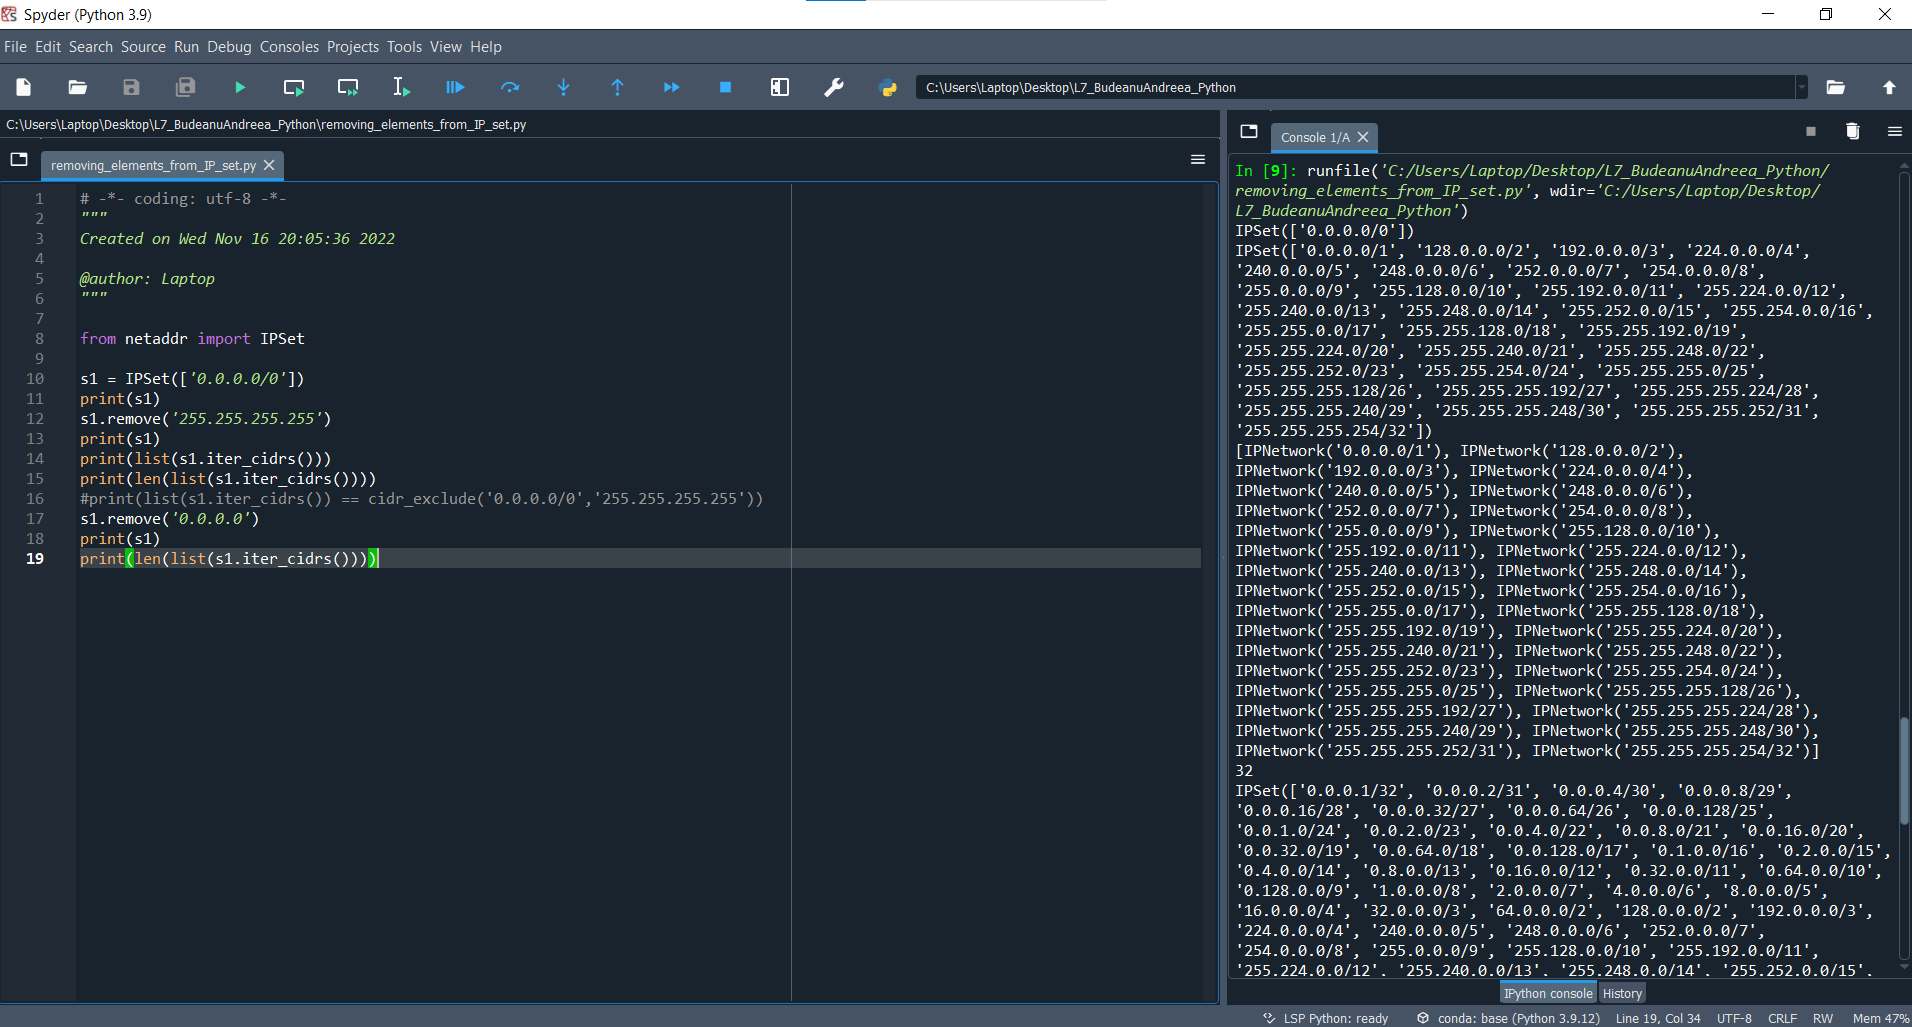 Spyder (Python 3.9)
File Edit Search Source Run Debug Consoles Projects Tools View Help
C:\Users\Laptop\Desktop\L7_BudeanuAndreea_Python
C:\Users\Laptop\Desktop\L7_BudeanuAndreea_Python\removing_elements_from_IP_set.py
removing_elements_from_IP_set.py
1 # -*- coding: utf-8 -*-
2 """
3 Created on Wed Nov 16 20:05:36 2022
4
5 @author: Laptop
6 """
7
8 from netaddr import IPSet
9
10 s1 = IPSet(['0.0.0.0/0'])
11 print(s1)
12 s1.remove('255.255.255.255')
13 print(s1)
14 print(list(s1.iter_cidrs()))
15 print(len(list(s1.iter_cidrs())))
16 #print(list(s1.iter_cidrs()) == cidr_exclude('0.0.0.0/0','255.255.255.255'))
17 s1.remove('0.0.0.0')
18 print(s1)
19 print(len(list(s1.iter_cidrs())))
Console 1/A
In [9]: runfile('C:/Users/Laptop/Desktop/L7_BudeanuAndreea_Python/
removing_elements_from_IP_set.py', wdir='C:/Users/Laptop/Desktop/
L7_BudeanuAndreea_Python')
IPSet(['0.0.0.0/0'])
IPSet(['0.0.0.0/1', '128.0.0.0/2', '192.0.0.0/3', '224.0.0.0/4',
'240.0.0.0/5', '248.0.0.0/6', '252.0.0.0/7', '254.0.0.0/8',
'255.0.0.0/9', '255.128.0.0/10', '255.192.0.0/11', '255.224.0.0/12',
'255.240.0.0/13', '255.248.0.0/14', '255.252.0.0/15', '255.254.0.0/16',
'255.255.0.0/17', '255.255.128.0/18', '255.255.192.0/19',
'255.255.224.0/20', '255.255.240.0/21', '255.255.248.0/22',
'255.255.252.0/23', '255.255.254.0/24', '255.255.255.0/25',
'255.255.255.128/26', '255.255.255.192/27', '255.255.255.224/28',
'255.255.255.240/29', '255.255.255.248/30', '255.255.255.252/31',
'255.255.255.254/32'])
[IPNetwork('0.0.0.0/1'), IPNetwork('128.0.0.0/2'),
IPNetwork('192.0.0.0/3'), IPNetwork('224.0.0.0/4'),
IPNetwork('240.0.0.0/5'), IPNetwork('248.0.0.0/6'),
IPNetwork('252.0.0.0/7'), IPNetwork('254.0.0.0/8'),
IPNetwork('255.0.0.0/9'), IPNetwork('255.128.0.0/10'),
IPNetwork('255.192.0.0/11'), IPNetwork('255.224.0.0/12'),
IPNetwork('255.240.0.0/13'), IPNetwork('255.248.0.0/14'),
IPNetwork('255.252.0.0/15'), IPNetwork('255.254.0.0/16'),
IPNetwork('255.255.0.0/17'), IPNetwork('255.255.128.0/18'),
IPNetwork('255.255.192.0/19'), IPNetwork('255.255.224.0/20'),
IPNetwork('255.255.240.0/21'), IPNetwork('255.255.248.0/22'),
IPNetwork('255.255.252.0/23'), IPNetwork('255.255.254.0/24'),
IPNetwork('255.255.255.0/25'), IPNetwork('255.255.255.128/26'),
IPNetwork('255.255.255.192/27'), IPNetwork('255.255.255.224/28'),
IPNetwork('255.255.255.240/29'), IPNetwork('255.255.255.248/30'),
IPNetwork('255.255.255.252/31'), IPNetwork('255.255.255.254/32')]
32
IPSet(['0.0.0.1/32', '0.0.0.2/31', '0.0.0.4/30', '0.0.0.8/29',
'0.0.0.16/28', '0.0.0.32/27', '0.0.0.64/26', '0.0.0.128/25',
'0.0.1.0/24', '0.0.2.0/23', '0.0.4.0/22', '0.0.8.0/21', '0.0.16.0/20',
'0.0.32.0/19', '0.0.64.0/18', '0.0.128.0/17', '0.1.0.0/16', '0.2.0.0/15',
'0.4.0.0/14', '0.8.0.0/13', '0.16.0.0/12', '0.32.0.0/11', '0.64.0.0/10',
'0.128.0.0/9', '1.0.0.0/8', '2.0.0.0/7', '4.0.0.0/6', '8.0.0.0/5',
'16.0.0.0/4', '32.0.0.0/3', '64.0.0.0/2', '128.0.0.0/2', '192.0.0.0/3',
'224.0.0.0/4', '240.0.0.0/5', '248.0.0.0/6', '252.0.0.0/7',
'254.0.0.0/8', '255.0.0.0/9', '255.128.0.0/10', '255.192.0.0/11',
'255.224.0.0/12', '255.240.0.0/13', '255.248.0.0/14', '255.252.0.0/15',
IPython console History
LSP Python: ready conda: base (Python 3.9.12) Line 19, Col 34 UTF-8 CRLF RW Mem 47%